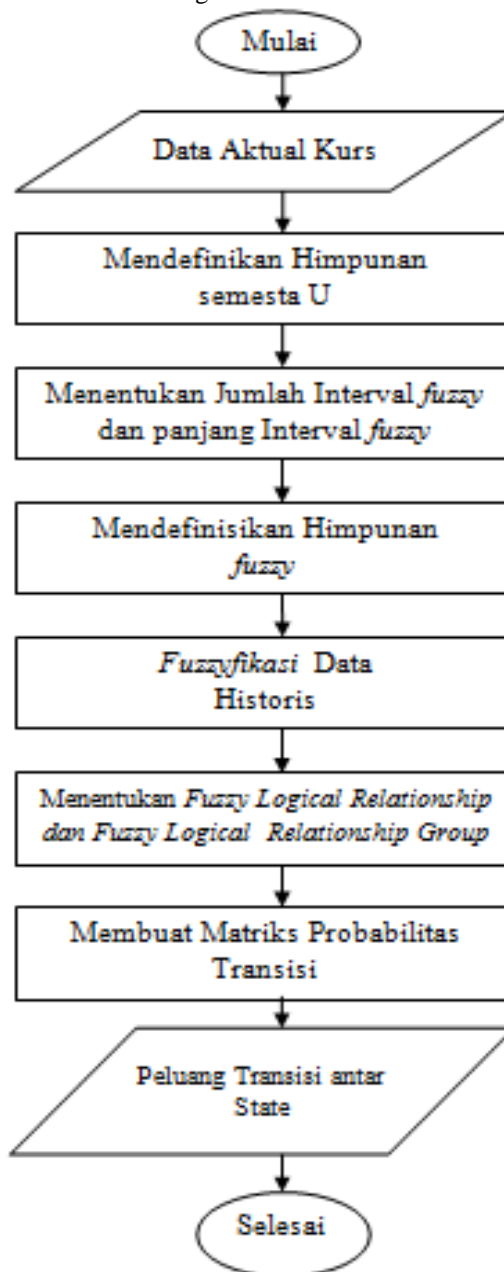 Mulai
Data Aktual Kurs
Mendefinikan Himpunan
semesta U
Menentukan Jumlah Interval fuzzy
dan panjang Interval fuzzy
Mendefinisikan Himpunan
fuzzy
Fuzzyfikasi Data
Historis
Menentukan Fuzzy Logical Relationship
dan Fuzzy Logical Relationship Group
Membuat Matriks Probabilitas
Transisi
Peluang Transisi antar
State
Selesai